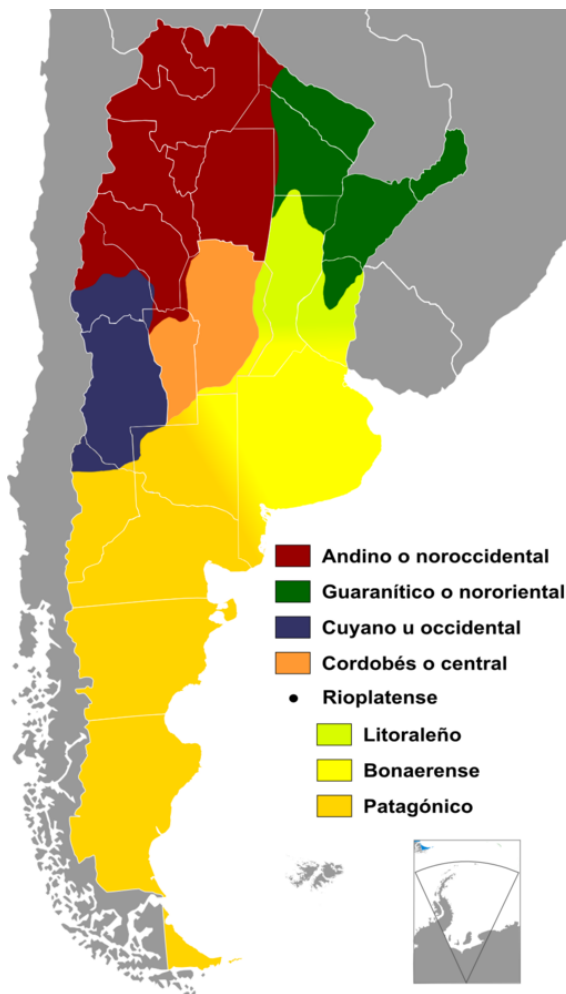 Andino o noroccidental
Guaranítico o nororiental
Cuyano u occidental
Cordobés o central
Rioplatense
Litoraleño
Bonaerense
Patagónico